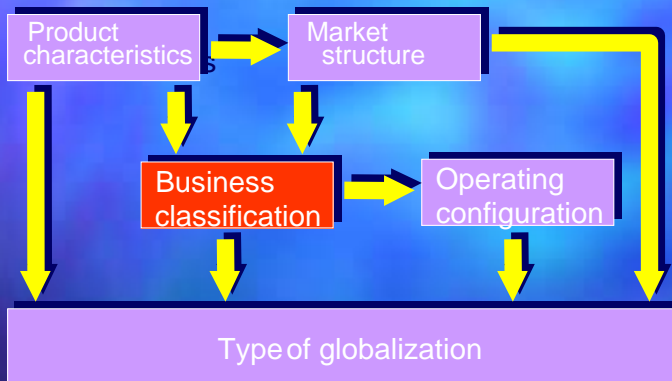 Product
characteristics
Market
structure
Business
classification
Operating
configuration
Type of globalization